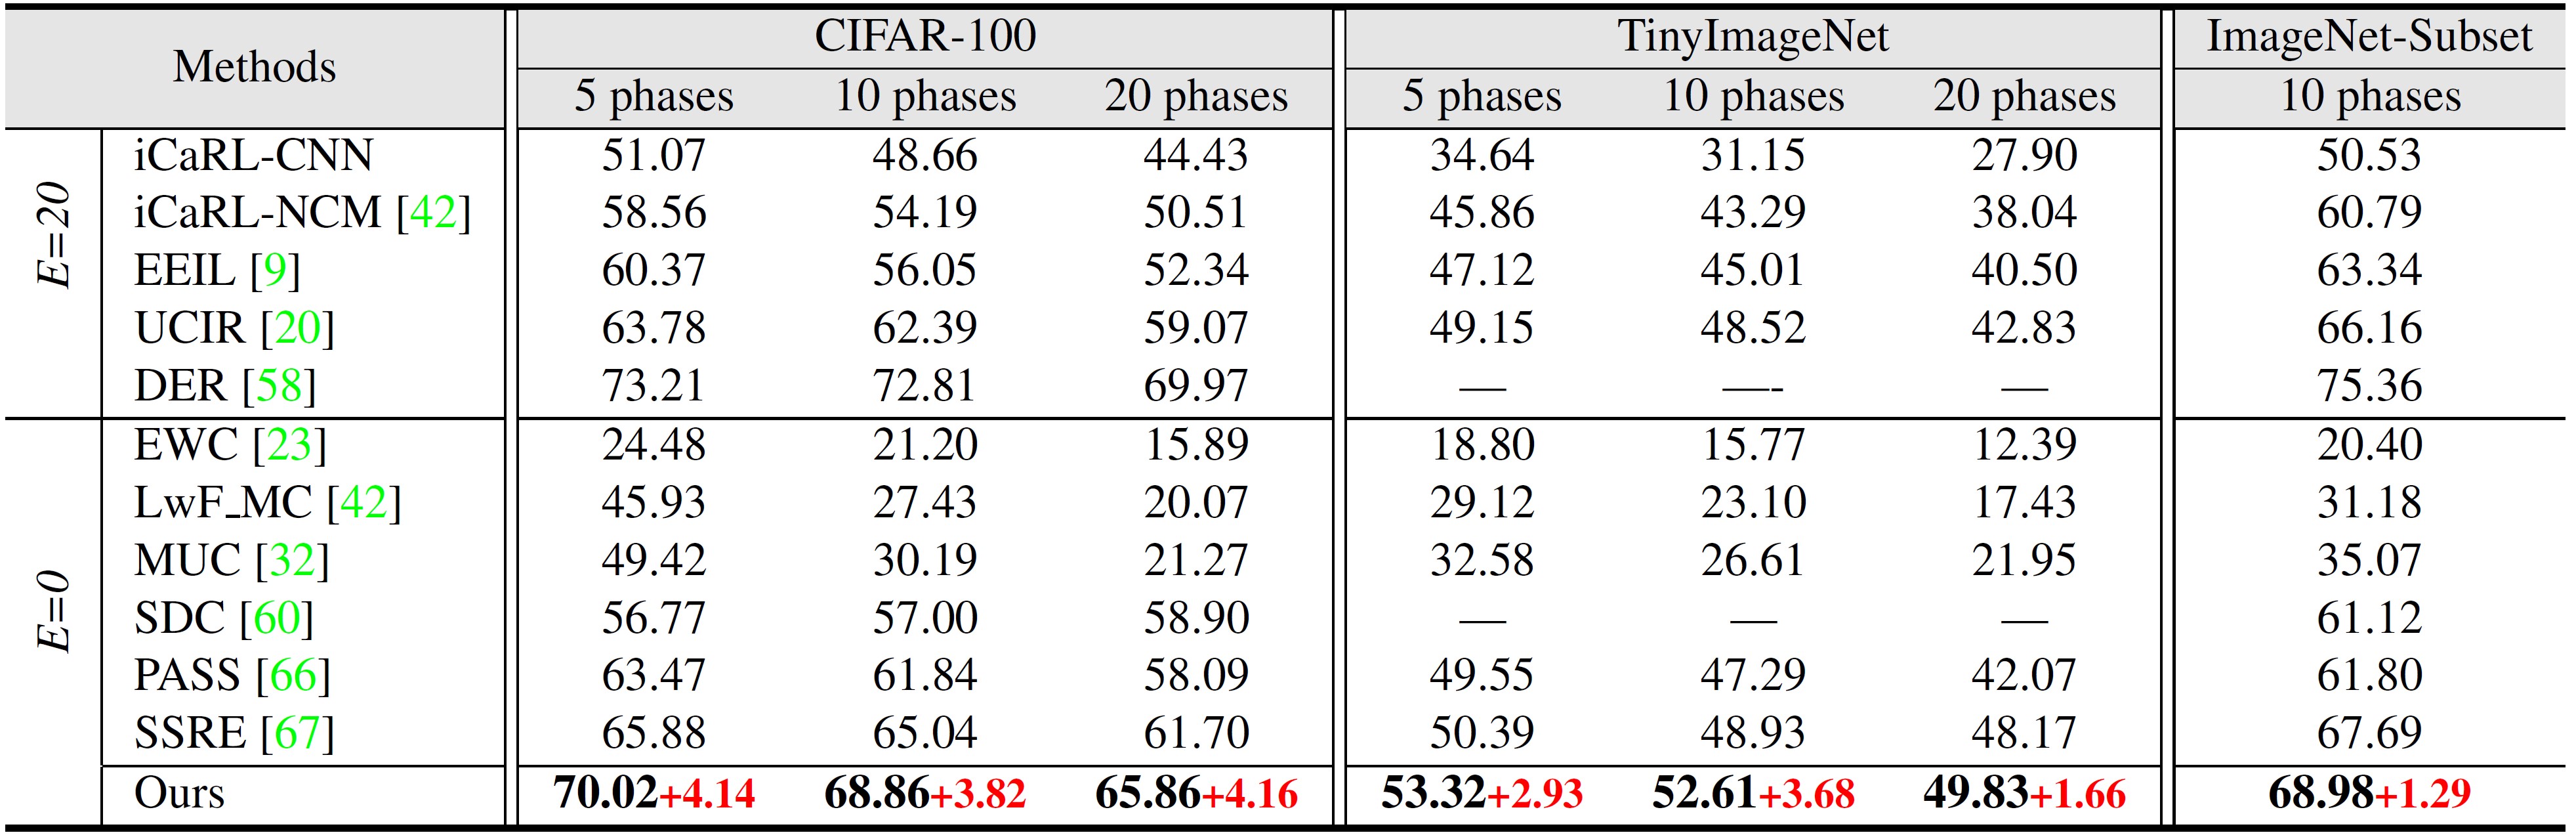 Methods CIFAR-100 TinyImageNet ImageNet-Subset
5 phases 10 phases 20 phases 5 phases 10 phases 20 phases 10 phases
E=20
iCaRL-CNN 51.07 48.66 44.43 34.64 31.15 27.90 50.53
iCaRL-NCM [42] 58.56 54.19 50.51 45.86 43.29 38.04 60.79
EEIL [9] 60.37 56.05 52.34 47.12 45.01 40.50 63.34
UCIR [20] 63.78 62.39 59.07 49.15 48.52 42.83 66.16
DER [58] 73.21 72.81 69.97 — —- — 75.36
E=0
EWC [23] 24.48 21.20 15.89 18.80 15.77 12.39 20.40
LwF_MC [42] 45.93 27.43 20.07 29.12 23.10 17.43 31.18
MUC [32] 49.42 30.19 21.27 32.58 26.61 21.95 35.07
SDC [60] 56.77 57.00 58.90 — — — 61.12
PASS [66] 63.47 61.84 58.09 49.55 47.29 42.07 61.80
SSRE [67] 65.88 65.04 61.70 50.39 48.93 48.17 67.69
Ours 70.02+4.14 68.86+3.82 65.86+4.16 53.32+2.93 52.61+3.68 49.83+1.66 68.98+1.29